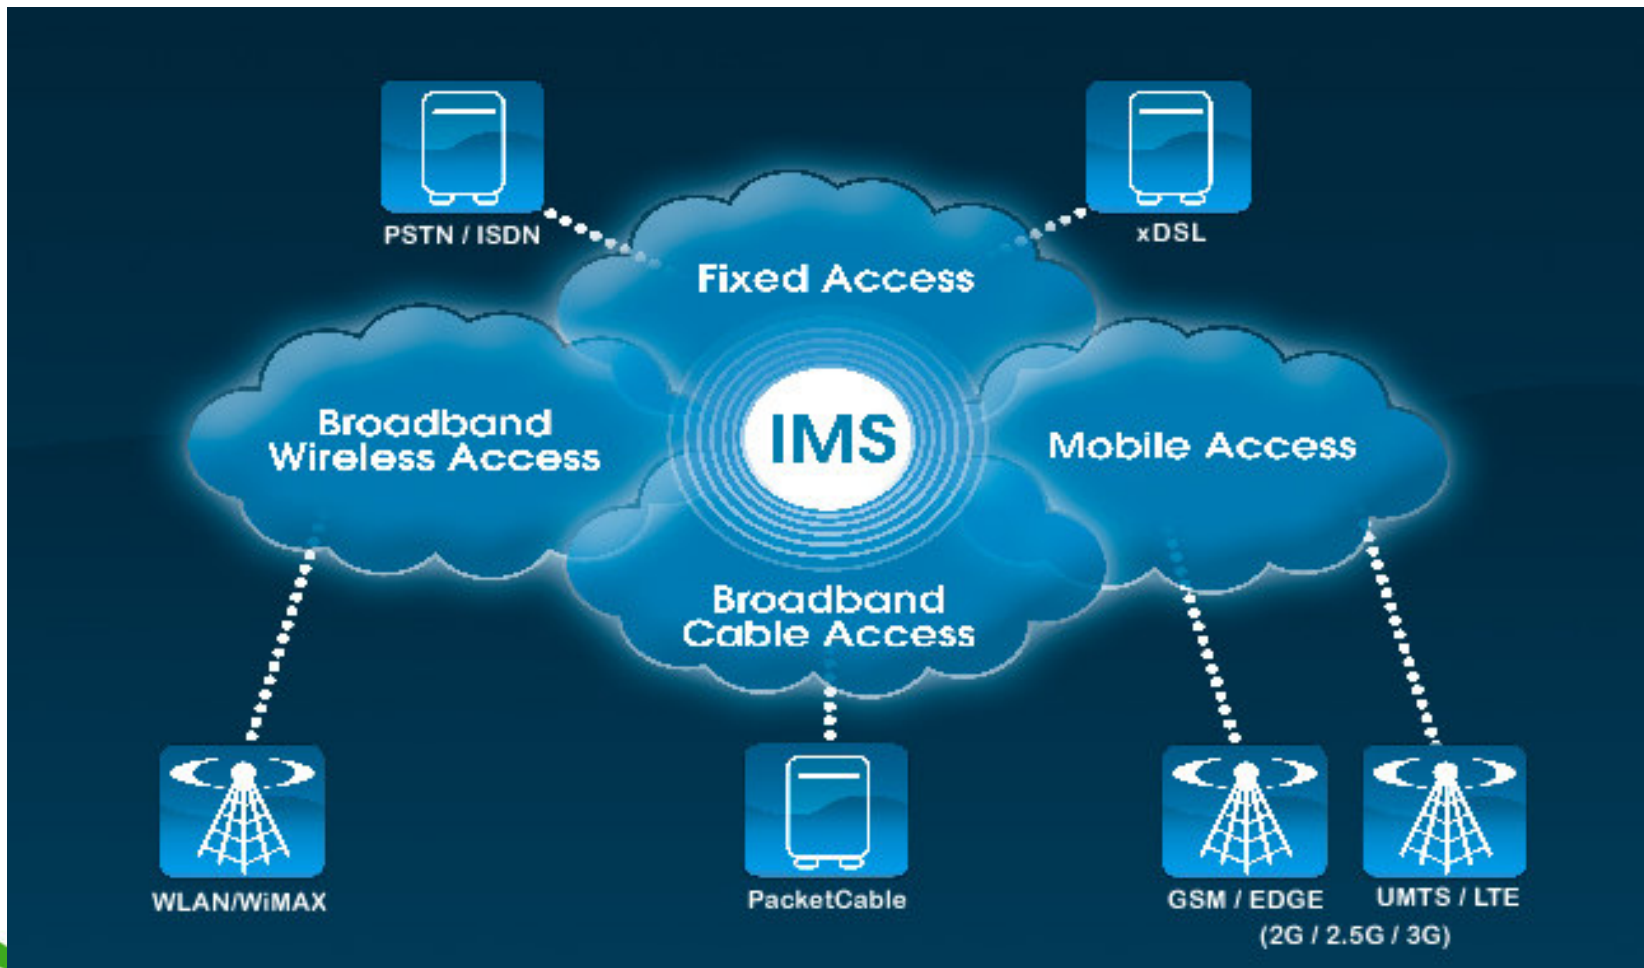 PSTN / ISDN
xDSL
Fixed Access
Broadband
Wireless Access
IMS
Mobile Access
Broadband
Cable Access
WLAN/WiMAX
PacketCable
GSM / EDGE
UMTS / LTE
(2G / 2.5G / 3G)